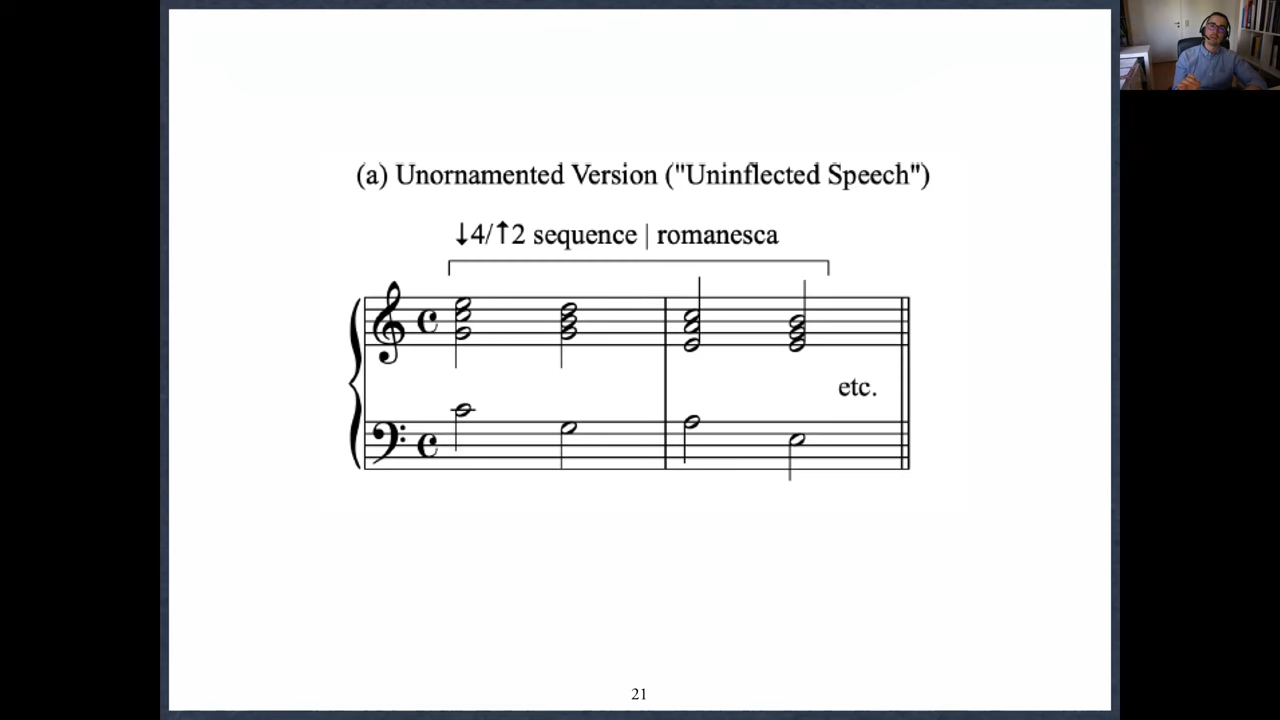 (a) Unornamented Version ("Uninflected Speech")
↓4/↑2 sequence | romanesca
etc.
21